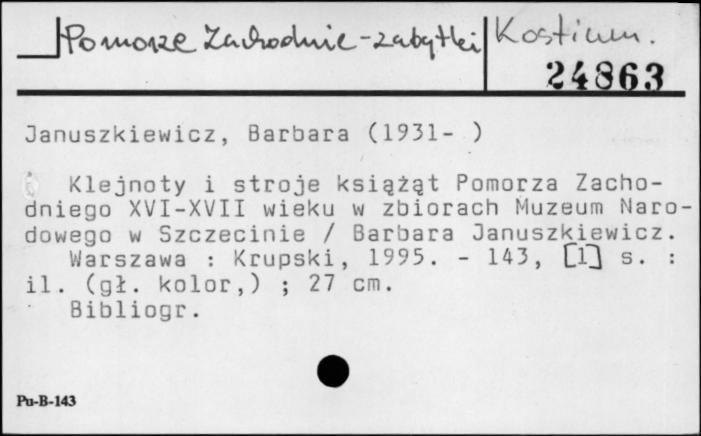 Pomorze Zachodnie - zabytki
Kostium.
24863
Januszkiewicz, Barbara (1931- )
Klejnoty i stroje książąt Pomorza Zacho-
dniego XVI-XVII wieku w zbiorach Muzeum Naro-
dowego w Szczecinie / Barbara Januszkiewicz.
Warszawa : Krupski, 1995. - 143, [1] s. :
il. (gł. kolor,) ; 27 cm.
Bibliogr.
Pu-B-143